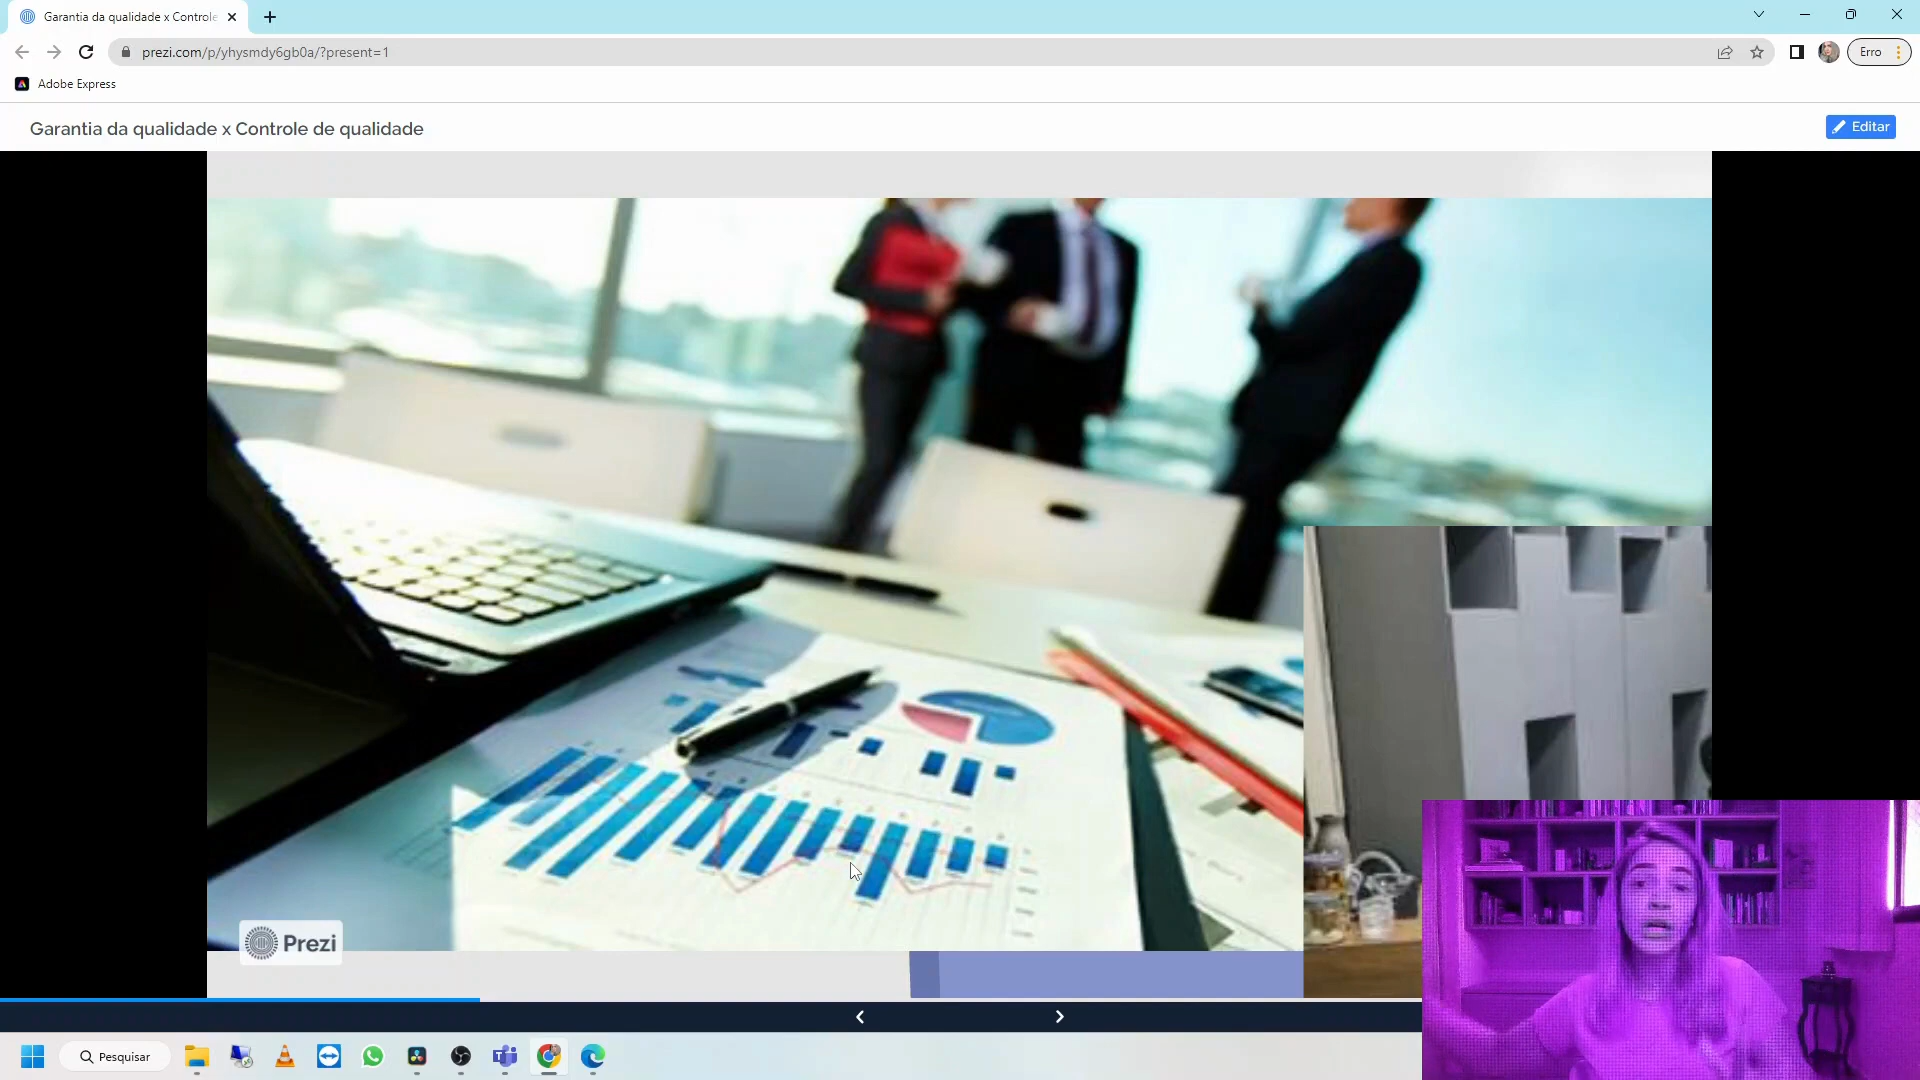 Garantia da qualidade x Controle
prezi.com/p/yhysmdy6gb0a/?present=1
Erro
Adobe Express
Garantia da qualidade x Controle de qualidade
Editar
Prezi
Pesquisar